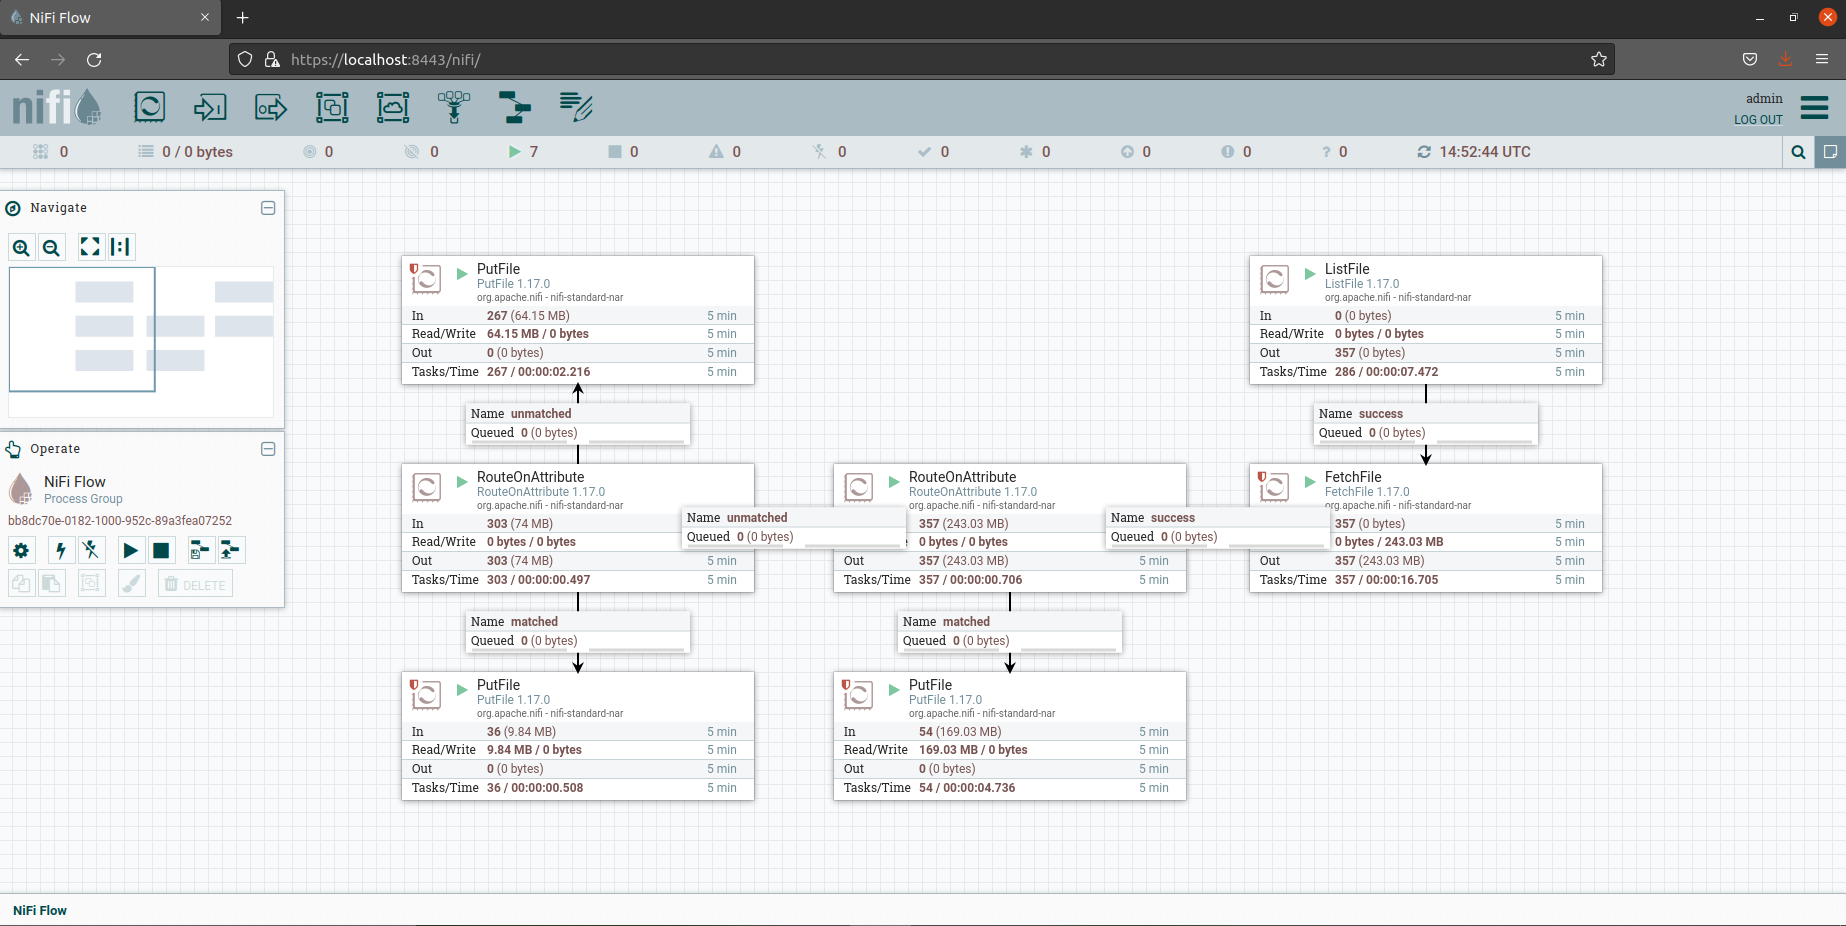 NiFi Flow
https://localhost:8443/nifi/
nifi
admin
LOG OUT
0
0 / 0 bytes
0
0
7
0
0
0
0
0
0
0
0
14:52:44 UTC
Navigate
Operate
NiFi Flow
Process Group
bb8dc70e-0182-1000-952c-89a3fea07252
DELETE
PutFile
PutFile 1.17.0
org.apache.nifi - nifi-standard-nar
In 267 (64.15 MB) 5 min
Read/Write 64.15 MB / 0 bytes 5 min
Out 0 (0 bytes) 5 min
Tasks/Time 267 / 00:00:02.216 5 min
Name unmatched
Queued 0 (0 bytes)
RouteOnAttribute
RouteOnAttribute 1.17.0
org.apache.nifi - nifi-standard-nar
In 303 (74 MB)
Read/Write 0 bytes / 0 bytes
Out 303 (74 MB) 5 min
Tasks/Time 303 / 00:00:00.497 5 min
Name matched
Queued 0 (0 bytes)
PutFile
PutFile 1.17.0
org.apache.nifi - nifi-standard-nar
In 36 (9.84 MB) 5 min
Read/Write 9.84 MB / 0 bytes 5 min
Out 0 (0 bytes) 5 min
Tasks/Time 36 / 00:00:00.508 5 min
Name unmatched
Queued 0 (0 bytes)
RouteOnAttribute
RouteOnAttribute 1.17.0
org.apache.nifi - nifi-standard-nar
357 (243.03 MB)
0 bytes / 0 bytes
Out 357 (243.03 MB) 5 min
Tasks/Time 357 / 00:00:00.706 5 min
Name matched
Queued 0 (0 bytes)
PutFile
PutFile 1.17.0
org.apache.nifi - nifi-standard-nar
In 54 (169.03 MB) 5 min
Read/Write 169.03 MB / 0 bytes 5 min
Out 0 (0 bytes) 5 min
Tasks/Time 54 / 00:00:04.736 5 min
ListFile
ListFile 1.17.0
org.apache.nifi - nifi-standard-nar
In 0 (0 bytes) 5 min
Read/Write 0 bytes / 0 bytes 5 min
Out 357 (0 bytes) 5 min
Tasks/Time 286 / 00:00:07.472 5 min
Name success
Queued 0 (0 bytes)
Name success
Queued 0 (0 bytes)
FetchFile
FetchFile 1.17.0
org.apache.nifi - nifi-standard-nar
357 (0 bytes) 5 min
0 bytes / 243.03 MB 5 min
Out 357 (243.03 MB) 5 min
Tasks/Time 357 / 00:00:16.705 5 min
NiFi Flow